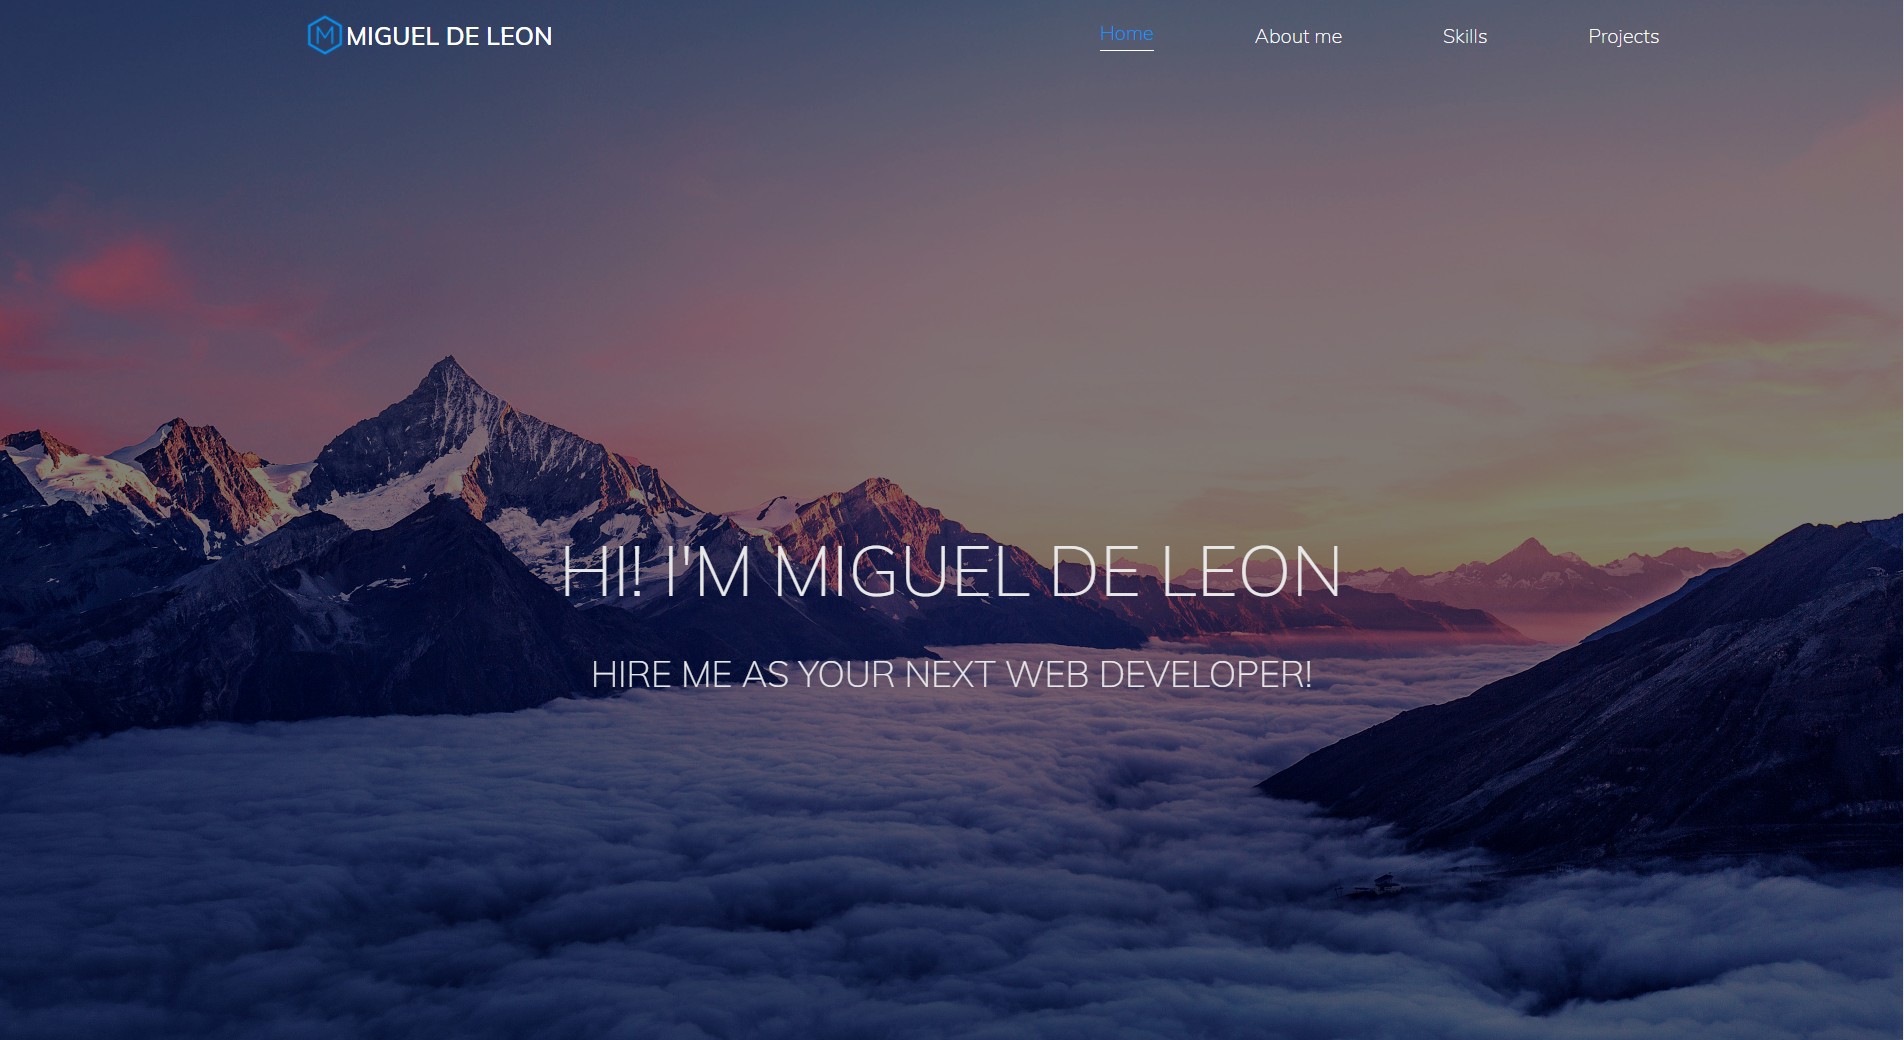 MIGUEL DE LEON
Home About me Skills Projects
HI! I'M MIGUEL DE LEON
HIRE ME AS YOUR NEXT WEB DEVELOPER!